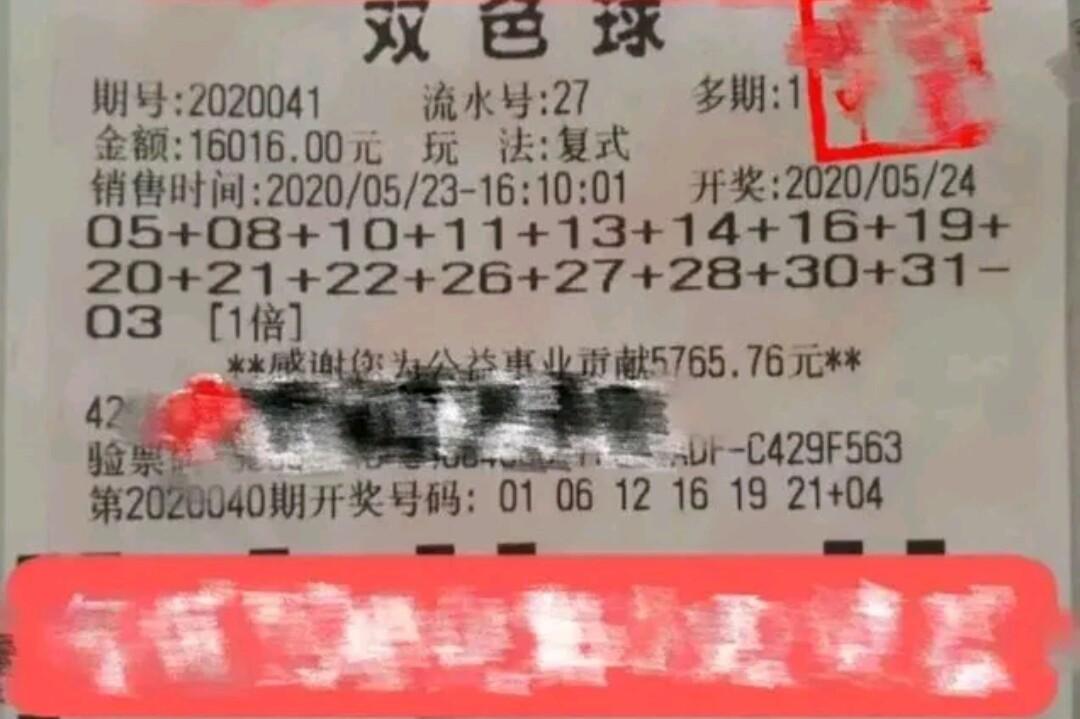 双色球
期号:2020041 流水号:27 多期:1
金额:16016.00元 玩 法:复式
销售时间:2020/05/23-16:10:01 开奖:2020/05/24
05+08+10+11+13+14+16+19+
20+21+22+26+27+28+30+31-
03 [1倍]
**感谢您为公益事业贡献5765.76元**
42
验票 ADF-C429F563
第2020040期开奖号码: 01 06 12 16 19 21+04